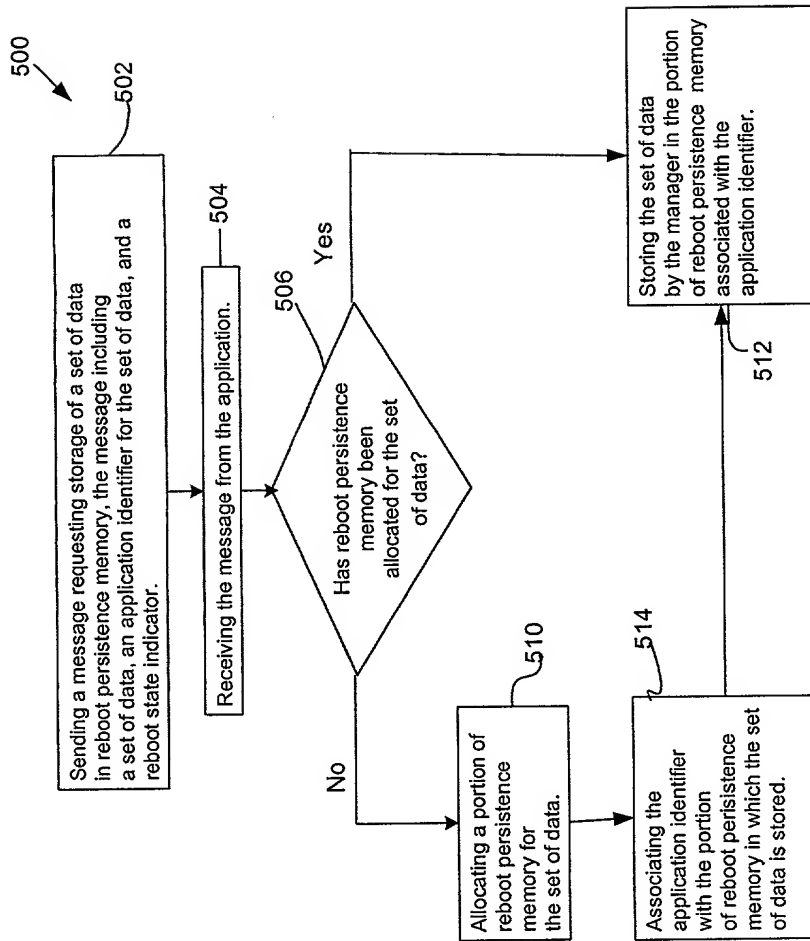 500
502
Sending a message requesting storage of a set of data
in reboot persistence memory, the message including
a set of data, an application identifier for the set of data, and a
reboot state indicator.
504
Receiving the message from the application.
506
Has reboot persistence
memory been
allocated for the set
of data?
Yes
No
510
Allocating a portion of
reboot persistence
memory for
the set of data.
514
Associating the
application identifier
with the portion
of reboot perisistence
memory in which the set
of data is stored.
Storing the set of data
by the manager in the portion
of reboot persistence memory
associated with the
application identifier.
512